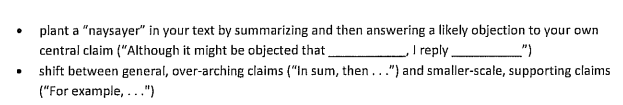 • plant a “naysayer” in your text by summarizing and then answering a likely objection to your own
central claim (“Although it might be objected that ____________, I reply ___________”)
• shift between general, over-arching claims (“In sum, then . . .”) and smaller-scale, supporting claims
(“For example, . . .”)